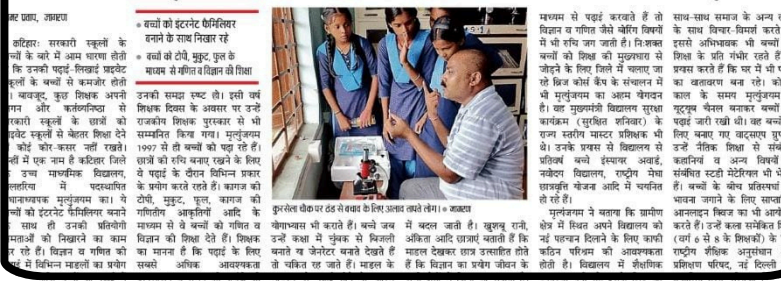 प्रताप, जागरण
कटिहार: सरकारी स्कूलों के
के बारे में आम धारणा होती
कि उनकी पढ़ाई-लिखाई प्राइवेट
स्कूलों के बच्चों से कमजोर होती
बावजूद, कुछ शिक्षक अपनी
और कर्तव्यनिष्ठा से
सरकारी स्कूलों के छात्रों को
प्राइवेट स्कूलों से बेहतर शिक्षा देने
कोई कोर-कसर नहीं रखते।
में एक नाम है कटिहार जिले
उच्च माध्यमिक विद्यालय,
में पदस्थापित
प्रधानाध्यापक मृत्युंजय का। ये
बच्चों को इंटरनेट फैमिलियर बनाने
साथ ही उनकी प्रतियोगी
क्षमताओं को निखारने का काम
कर रहे हैं। विज्ञान व गणित की
में विभिन्न माडलों का प्रयोग
बच्चों को इंटरनेट फैमिलियर
बनाने के साथ निखार रहे
बच्चों को टोपी, मुकुट, फूल के
माध्यम से गणित व विज्ञान की शिक्षा
उनकी समझ स्पष्ट हो। इसी वर्ष
शिक्षक दिवस के अवसर पर उन्हें
राजकीय शिक्षक पुरस्कार से भी
सम्मानित किया गया। मृत्युंजय
1997 से ही बच्चों को पढ़ा रहे हैं।
छात्रों को रुचि बनाए रखने के लिए
वे पढ़ाई के दौरान विभिन्न प्रकार
के प्रयोग करते रहते हैं। कागज की
टोपी, मुकुट, फूल, कागज की
गणितीय आकृतियों आदि के
माध्यम से वे बच्चों को गणित व
विज्ञान की शिक्षा देते हैं। शिक्षक
का मानना है कि पढ़ाई के लिए
सबसे अधिक आवश्यकता
कुरसेला चौक पर ठंड से बचाव के लिए अलाव तापते लोग। ● जागरण
योगाभ्यास भी कराते हैं। बच्चे जब
उन्हें कक्षा में चुंबक से बिजली
बनाते या जेनरेटर बनाते देखते हैं
तो चकित रह जाते हैं। माडल के
में बदल जाती है। खुशबू रानी,
अंकिता आदि छात्राएं बताती हैं कि
माडल देखकर छात्र उत्साहित होते
हैं कि विज्ञान का प्रयोग जीवन के
माध्यम से पढ़ाई करवाते हैं तो
विज्ञान व गणित जैसे बोरिंग विषयों
में भी रुचि जग जाती है। निःशक्त
बच्चों को शिक्षा की मुख्यधारा से
जोड़ने के लिए जिले में चलाए जा
रहे ब्रिज कोर्स कैंप के संचालन में
भी मृत्युंजयम का अहम योगदान
है। वह मुख्यमंत्री विद्यालय सुरक्षा
कार्यक्रम (सुरक्षित शनिवार) के
राज्य स्तरीय मास्टर प्रशिक्षक भी
थे। उनके प्रयास से विद्यालय से
प्रतिवर्ष बच्चे इंस्पायर अवार्ड,
नवोदय विद्यालय, राष्ट्रीय मेधा
छात्रवृत्ति योजना आदि में चयनित
हो रहे हैं।
मृत्यंजयम ने बताया कि ग्रामीण
क्षेत्र में स्थित अपने विद्यालय को
नई पहचान दिलाने के लिए काफी
कठिन परिश्रम की आवश्यकता
होती है। विद्यालय में शैक्षणिक
साथ-साथ समाज के अन्य
के साथ विचार-विमर्श करते
इससे अभिभावक भी बच्चों
शिक्षा के प्रति गंभीर रहते हैं
प्रयास करते हैं कि घर में भी
का वातावरण बना रहे। को
काल के समय मृत्युंजयम
यूट्यूब चैनल बनाकर बच्चों
पढ़ाई जारी रखी थी। वह बच्चों
लिए बनाए गए वाट्सएप ग्रुप
उन्हें नैतिक शिक्षा से संबं
कहानियां व अन्य विषयों
संबंधित स्टडी मेटेरियल भी
हैं। बच्चों के बीच प्रतिस्पर्धा
भावना जगाने के लिए साप्ता
आनलाइन क्विज का भी आयो
करते हैं। उन्हें कला समेकित
(वर्ग 6 से 8 के शिक्षकों) के
राष्ट्रीय शैक्षिक अनुसंधान
प्रशिक्षण परिषद, नई दिल्ली